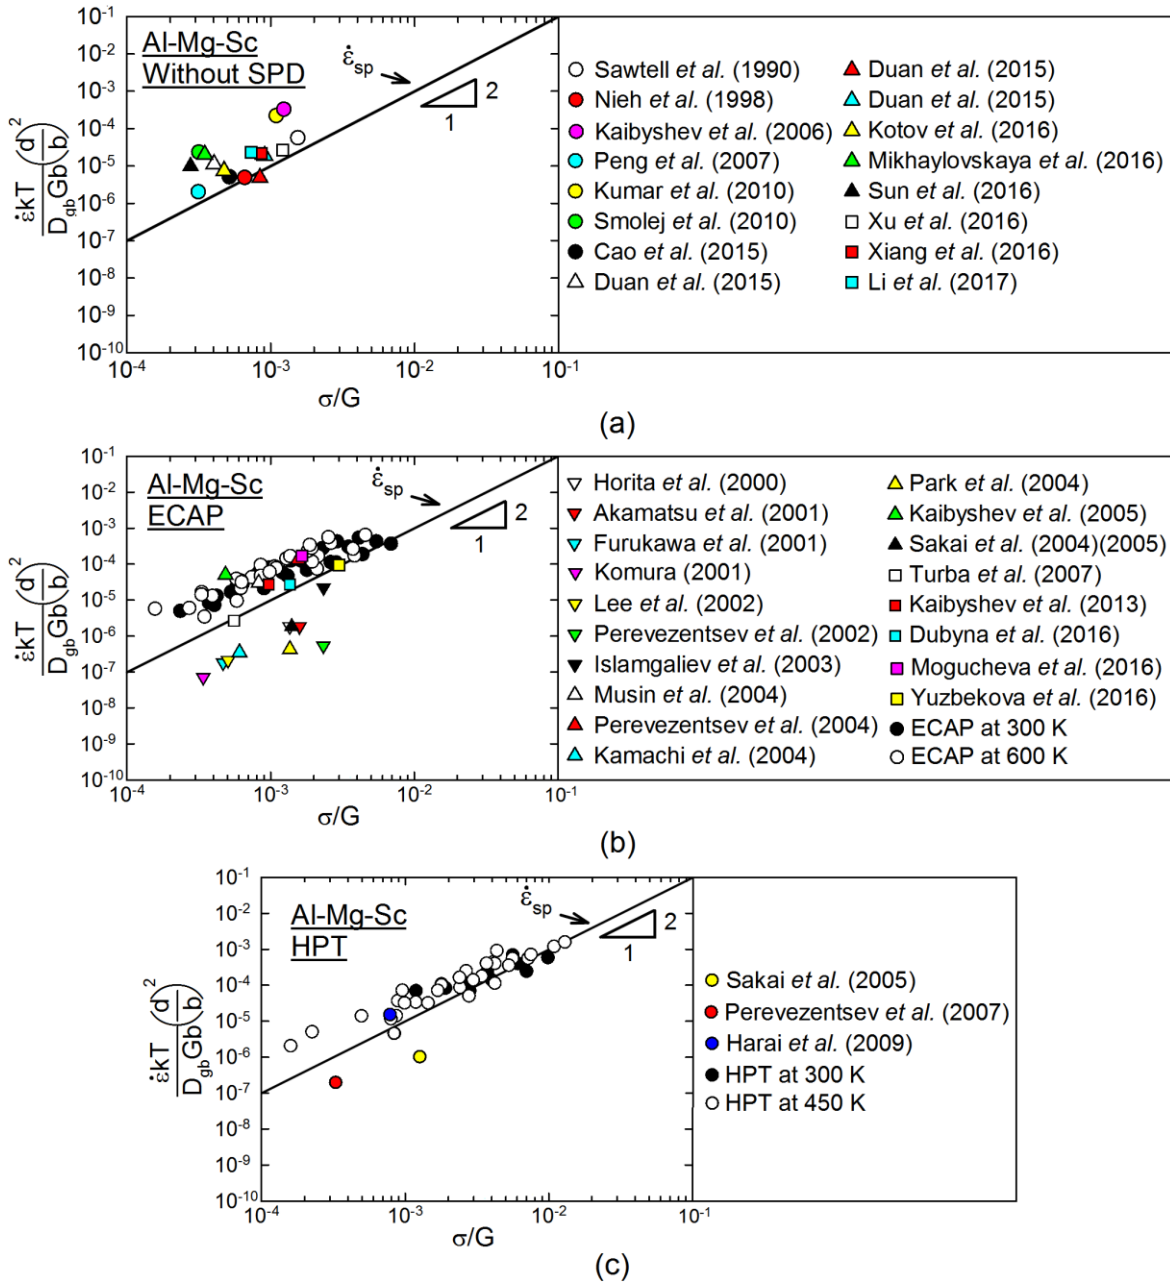 10⁻¹
10⁻²
10⁻³
10⁻⁴
10⁻⁵
10⁻⁶
10⁻⁷
10⁻⁸
10⁻⁹
10⁻¹⁰
ε̇kT/D_gb Gb (d/b)²
Al-Mg-Sc
Without SPD
ε̇_sp
2
1
10⁻⁴ 10⁻³ 10⁻² 10⁻¹
σ/G
Sawtell et al. (1990)
Nieh et al. (1998)
Kaibyshev et al. (2006)
Peng et al. (2007)
Kumar et al. (2010)
Smolej et al. (2010)
Cao et al. (2015)
Duan et al. (2015)
Duan et al. (2015)
Duan et al. (2015)
Kotov et al. (2016)
Mikhaylovskaya et al. (2016)
Sun et al. (2016)
Xu et al. (2016)
Xiang et al. (2016)
Li et al. (2017)
(a)
10⁻¹
10⁻²
10⁻³
10⁻⁴
10⁻⁵
10⁻⁶
10⁻⁷
10⁻⁸
10⁻⁹
10⁻¹⁰
ε̇kT/D_gb Gb (d/b)²
Al-Mg-Sc
ECAP
ε̇_sp
2
1
10⁻⁴ 10⁻³ 10⁻² 10⁻¹
σ/G
Horita et al. (2000)
Akamatsu et al. (2001)
Furukawa et al. (2001)
Komura (2001)
Lee et al. (2002)
Perevezentsev et al. (2002)
Islamgaliev et al. (2003)
Musin et al. (2004)
Perevezentsev et al. (2004)
Kamachi et al. (2004)
Park et al. (2004)
Kaibyshev et al. (2005)
Sakai et al. (2004)(2005)
Turba et al. (2007)
Kaibyshev et al. (2013)
Dubyna et al. (2016)
Mogucheva et al. (2016)
Yuzbekova et al. (2016)
ECAP at 300 K
ECAP at 600 K
(b)
10⁻¹
10⁻²
10⁻³
10⁻⁴
10⁻⁵
10⁻⁶
10⁻⁷
10⁻⁸
10⁻⁹
10⁻¹⁰
ε̇kT/D_gb Gb (d/b)²
Al-Mg-Sc
HPT
ε̇_sp
2
1
10⁻⁴ 10⁻³ 10⁻² 10⁻¹
σ/G
Sakai et al. (2005)
Perevezentsev et al. (2007)
Harai et al. (2009)
HPT at 300 K
HPT at 450 K
(c)